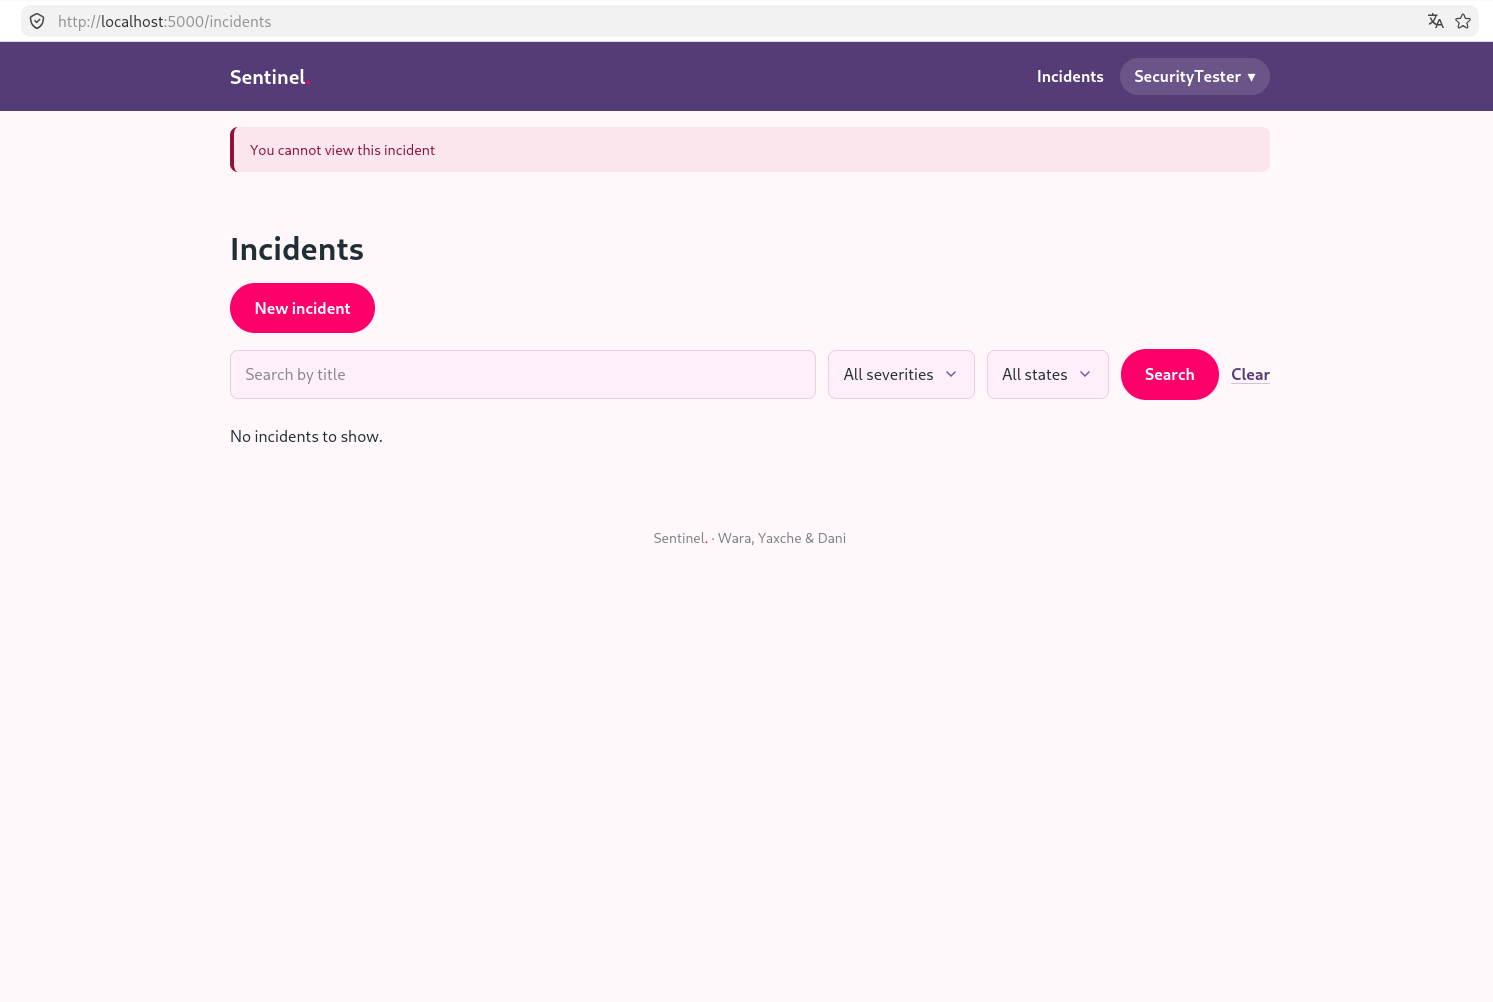 http://localhost:5000/incidents
Sentinel.
Incidents
SecurityTester ▾
You cannot view this incident
Incidents
New incident
Search by title
All severities
All states
Search
Clear
No incidents to show.
Sentinel. · Wara, Yaxche & Dani